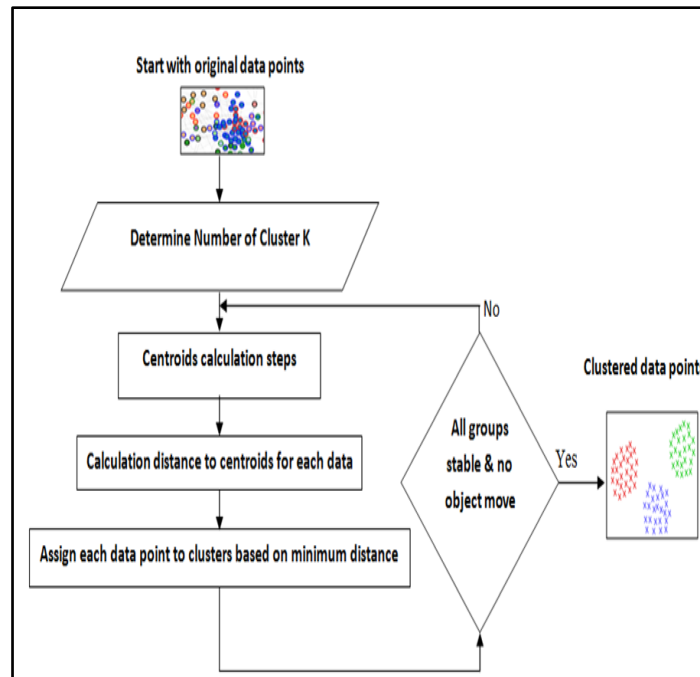 Start with original data points
Determine Number of Cluster K
No
Centroids calculation steps
Clustered data point
All groups
stable & no
object move
Yes
Calculation distance to centroids for each data
Assign each data point to clusters based on minimum distance